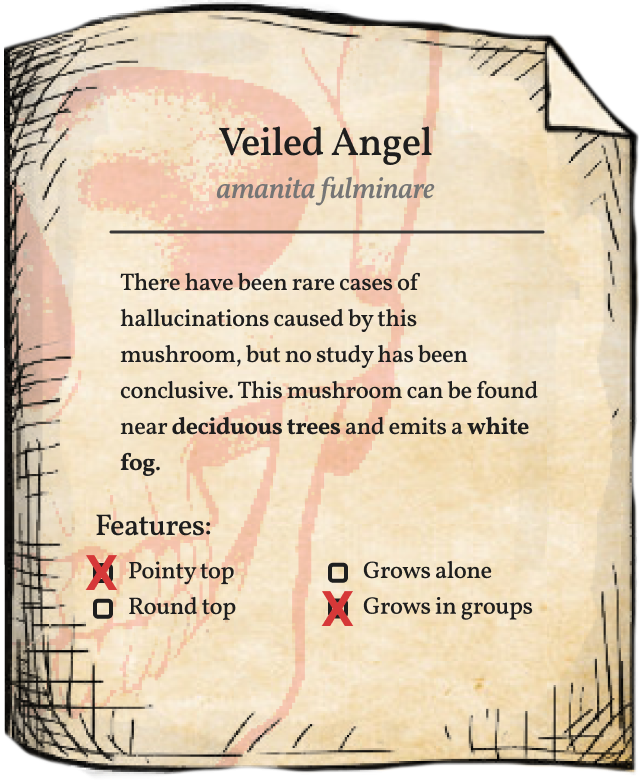 Veiled Angel
amanita fulminare
There have been rare cases of
hallucinations caused by this
mushroom, but no study has been
conclusive. This mushroom can be found
near deciduous trees and emits a white
fog.
Features:
X Pointy top
Grows alone
Round top
X Grows in groups